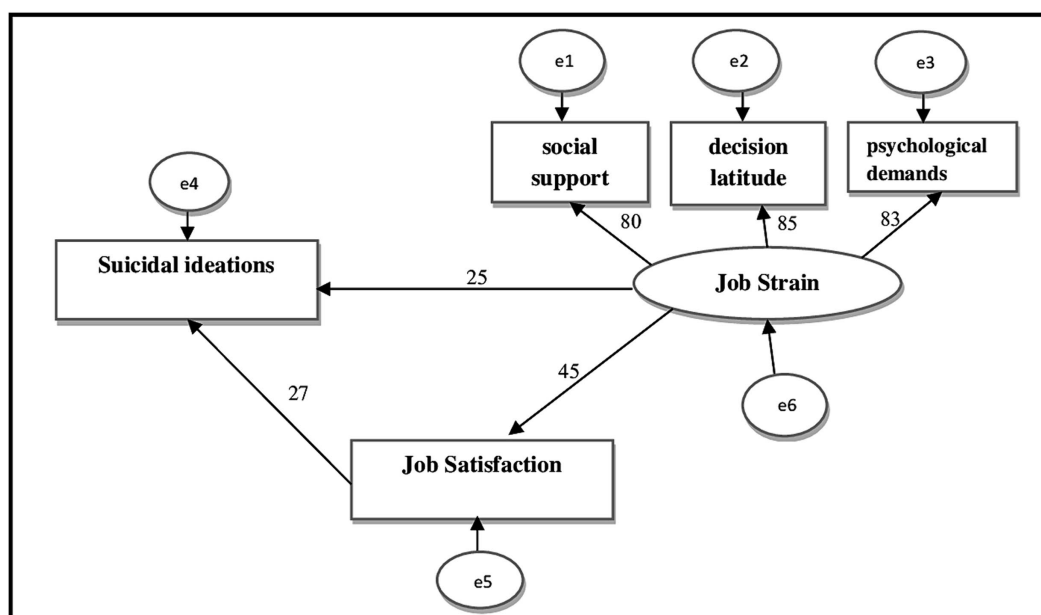 e1
e2
e3
social
support
decision
latitude
psychological
demands
e4
80
85
83
Suicidal ideations
25
Job Strain
45
27
e6
Job Satisfaction
e5